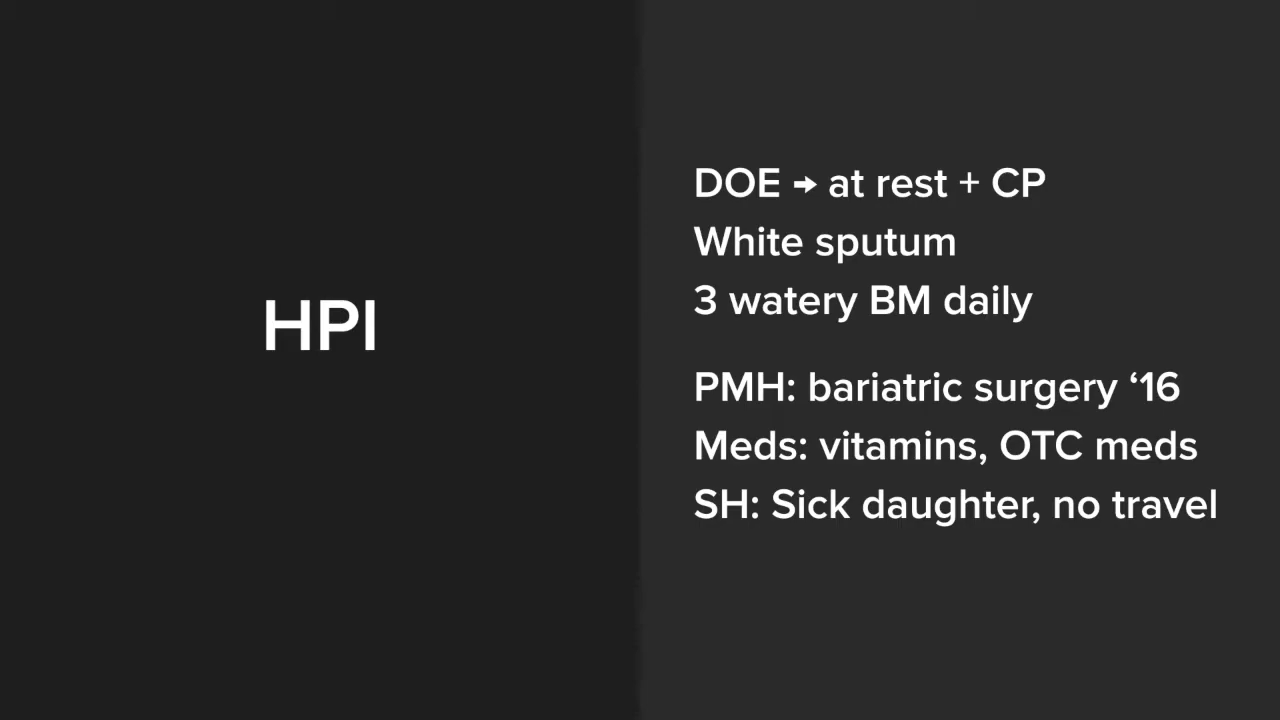 HPI
DOE → at rest + CP
White sputum
3 watery BM daily
PMH: bariatric surgery ‘16
Meds: vitamins, OTC meds
SH: Sick daughter, no travel